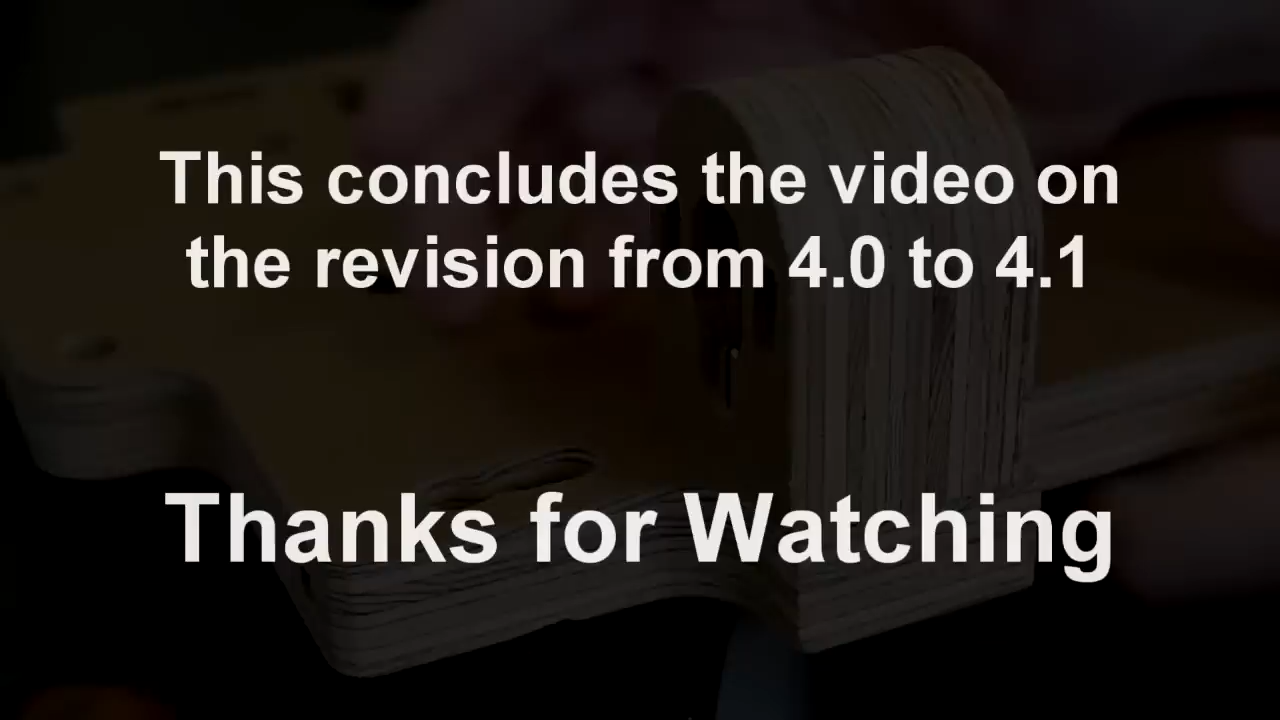 This concludes the video on
the revision from 4.0 to 4.1
Thanks for Watching